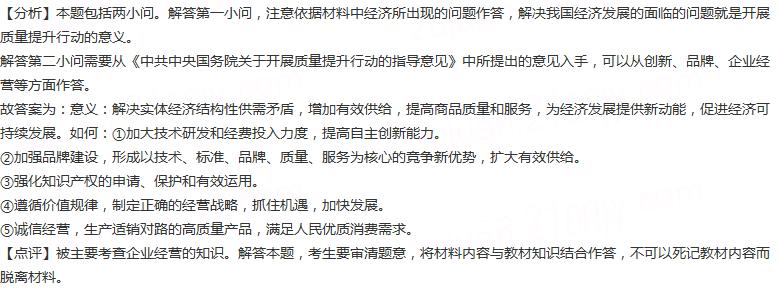 【分析】本题包括两小问。解答第一小问，注意依据材料中经济所出现的问题作答，解决我国经济发展的面临的问题就是开展
质量提升行动的意义。
解答第二小问需要从《中共中央国务院关于开展质量提升行动的指导意见》中所提出的意见入手，可以从创新、品牌、企业经
营等方面作答。
故答案为：意义：解决实体经济结构性供需矛盾，增加有效供给，提高商品质量和服务，为经济发展提供新动能，促进经济可
持续发展。如何：①加大技术研发和经费投入力度，提高自主创新能力。
②加强品牌建设，形成以技术、标准、品牌、质量、服务为核心的竞争新优势，扩大有效供给。
③强化知识产权的申请、保护和有效运用。
④遵循价值规律，制定正确的经营战略，抓住机遇，加快发展。
⑤诚信经营，生产适销对路的高质量产品，满足人民优质消费需求。
【点评】被主要考查企业经营的知识。解答本题，考生要审清题意，将材料内容与教材知识结合作答，不可以死记教材内容而
脱离材料。